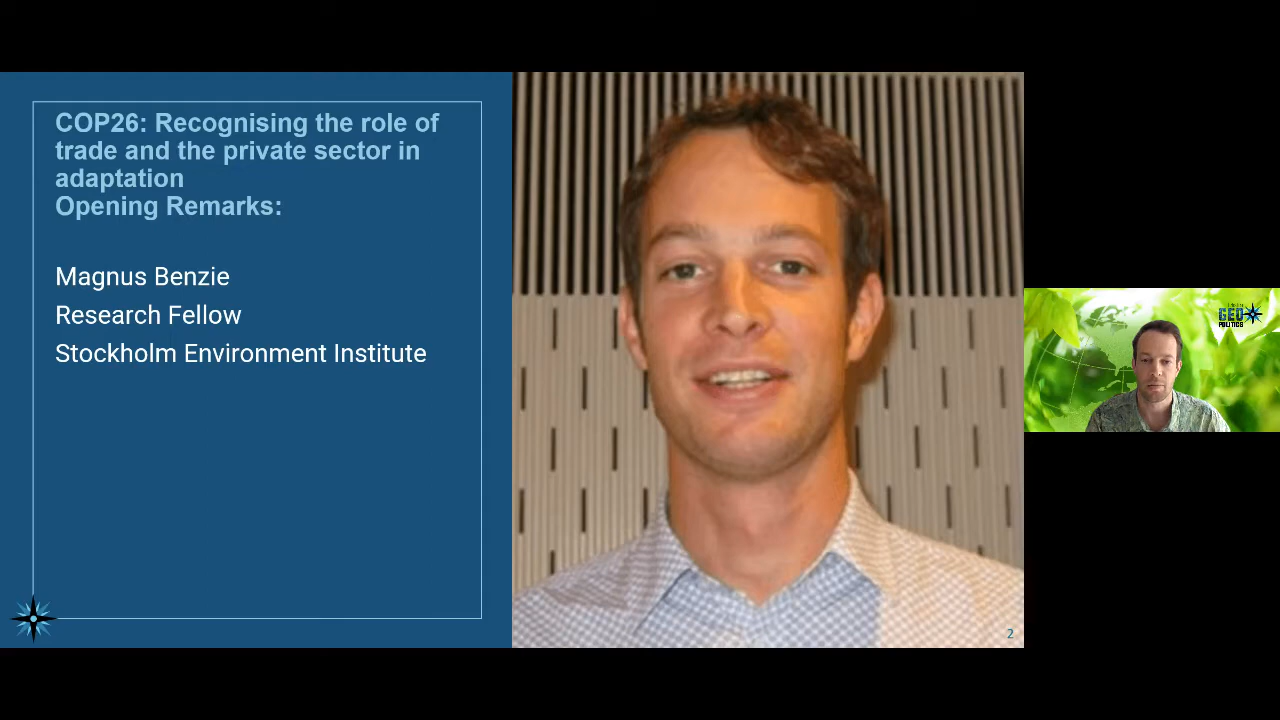 COP26: Recognising the role of
trade and the private sector in
adaptation
Opening Remarks:
Magnus Benzie
Research Fellow
Stockholm Environment Institute
2
GEO
POLITICS